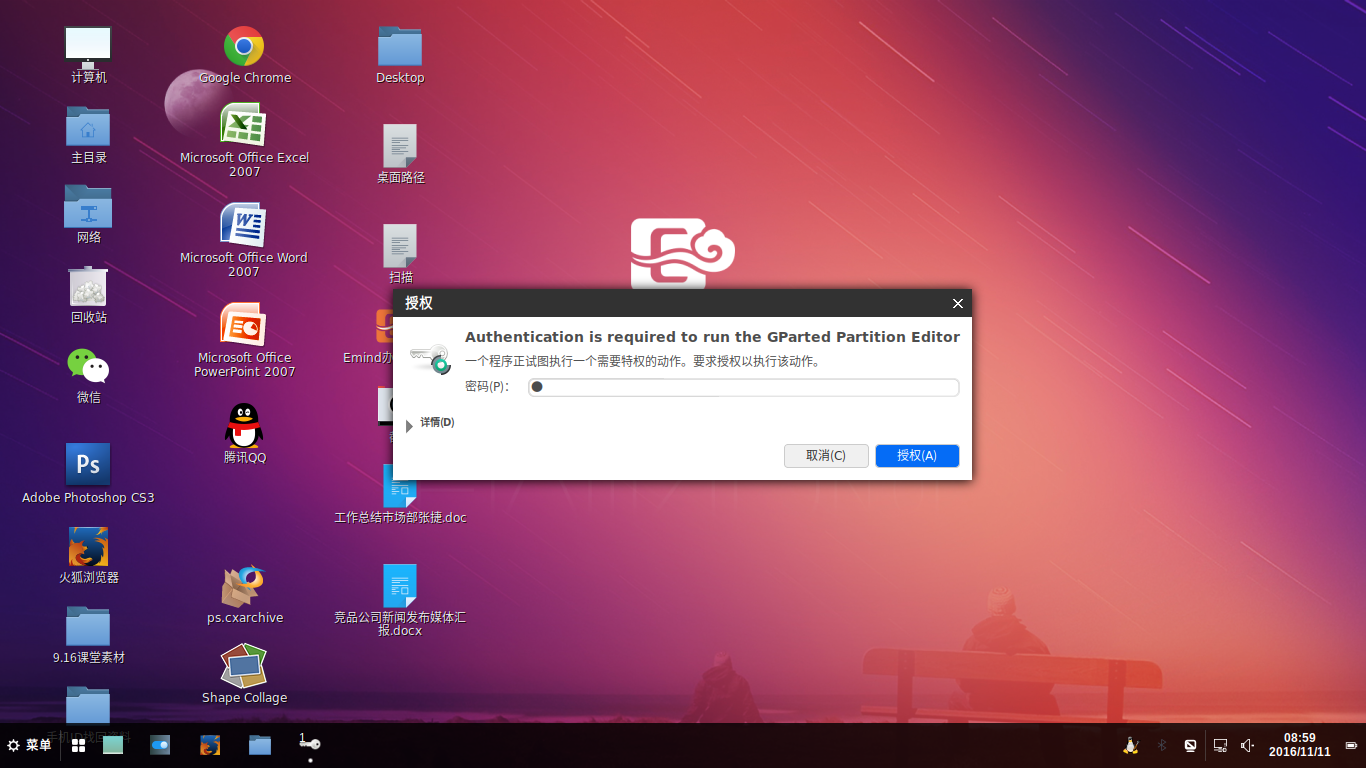 计算机
Google Chrome
Desktop
主目录
Microsoft Office Excel
2007
桌面路径
网络
Microsoft Office Word
2007
扫描
回收站
Microsoft Office
PowerPoint 2007
微信
腾讯QQ
Ps
Adobe Photoshop CS3
工作总结市场部张捷.doc
火狐浏览器
ps.cxarchive
竞品公司新闻发布媒体汇
报.docx
9.16课堂素材
Shape Collage
授权
Authentication is required to run the GParted Partition Editor
一个程序正试图执行一个需要特权的动作。要求授权以执行该动作。
密码(P)：
详情(D)
取消(C)
授权(A)
菜单
1
08:59
2016/11/11